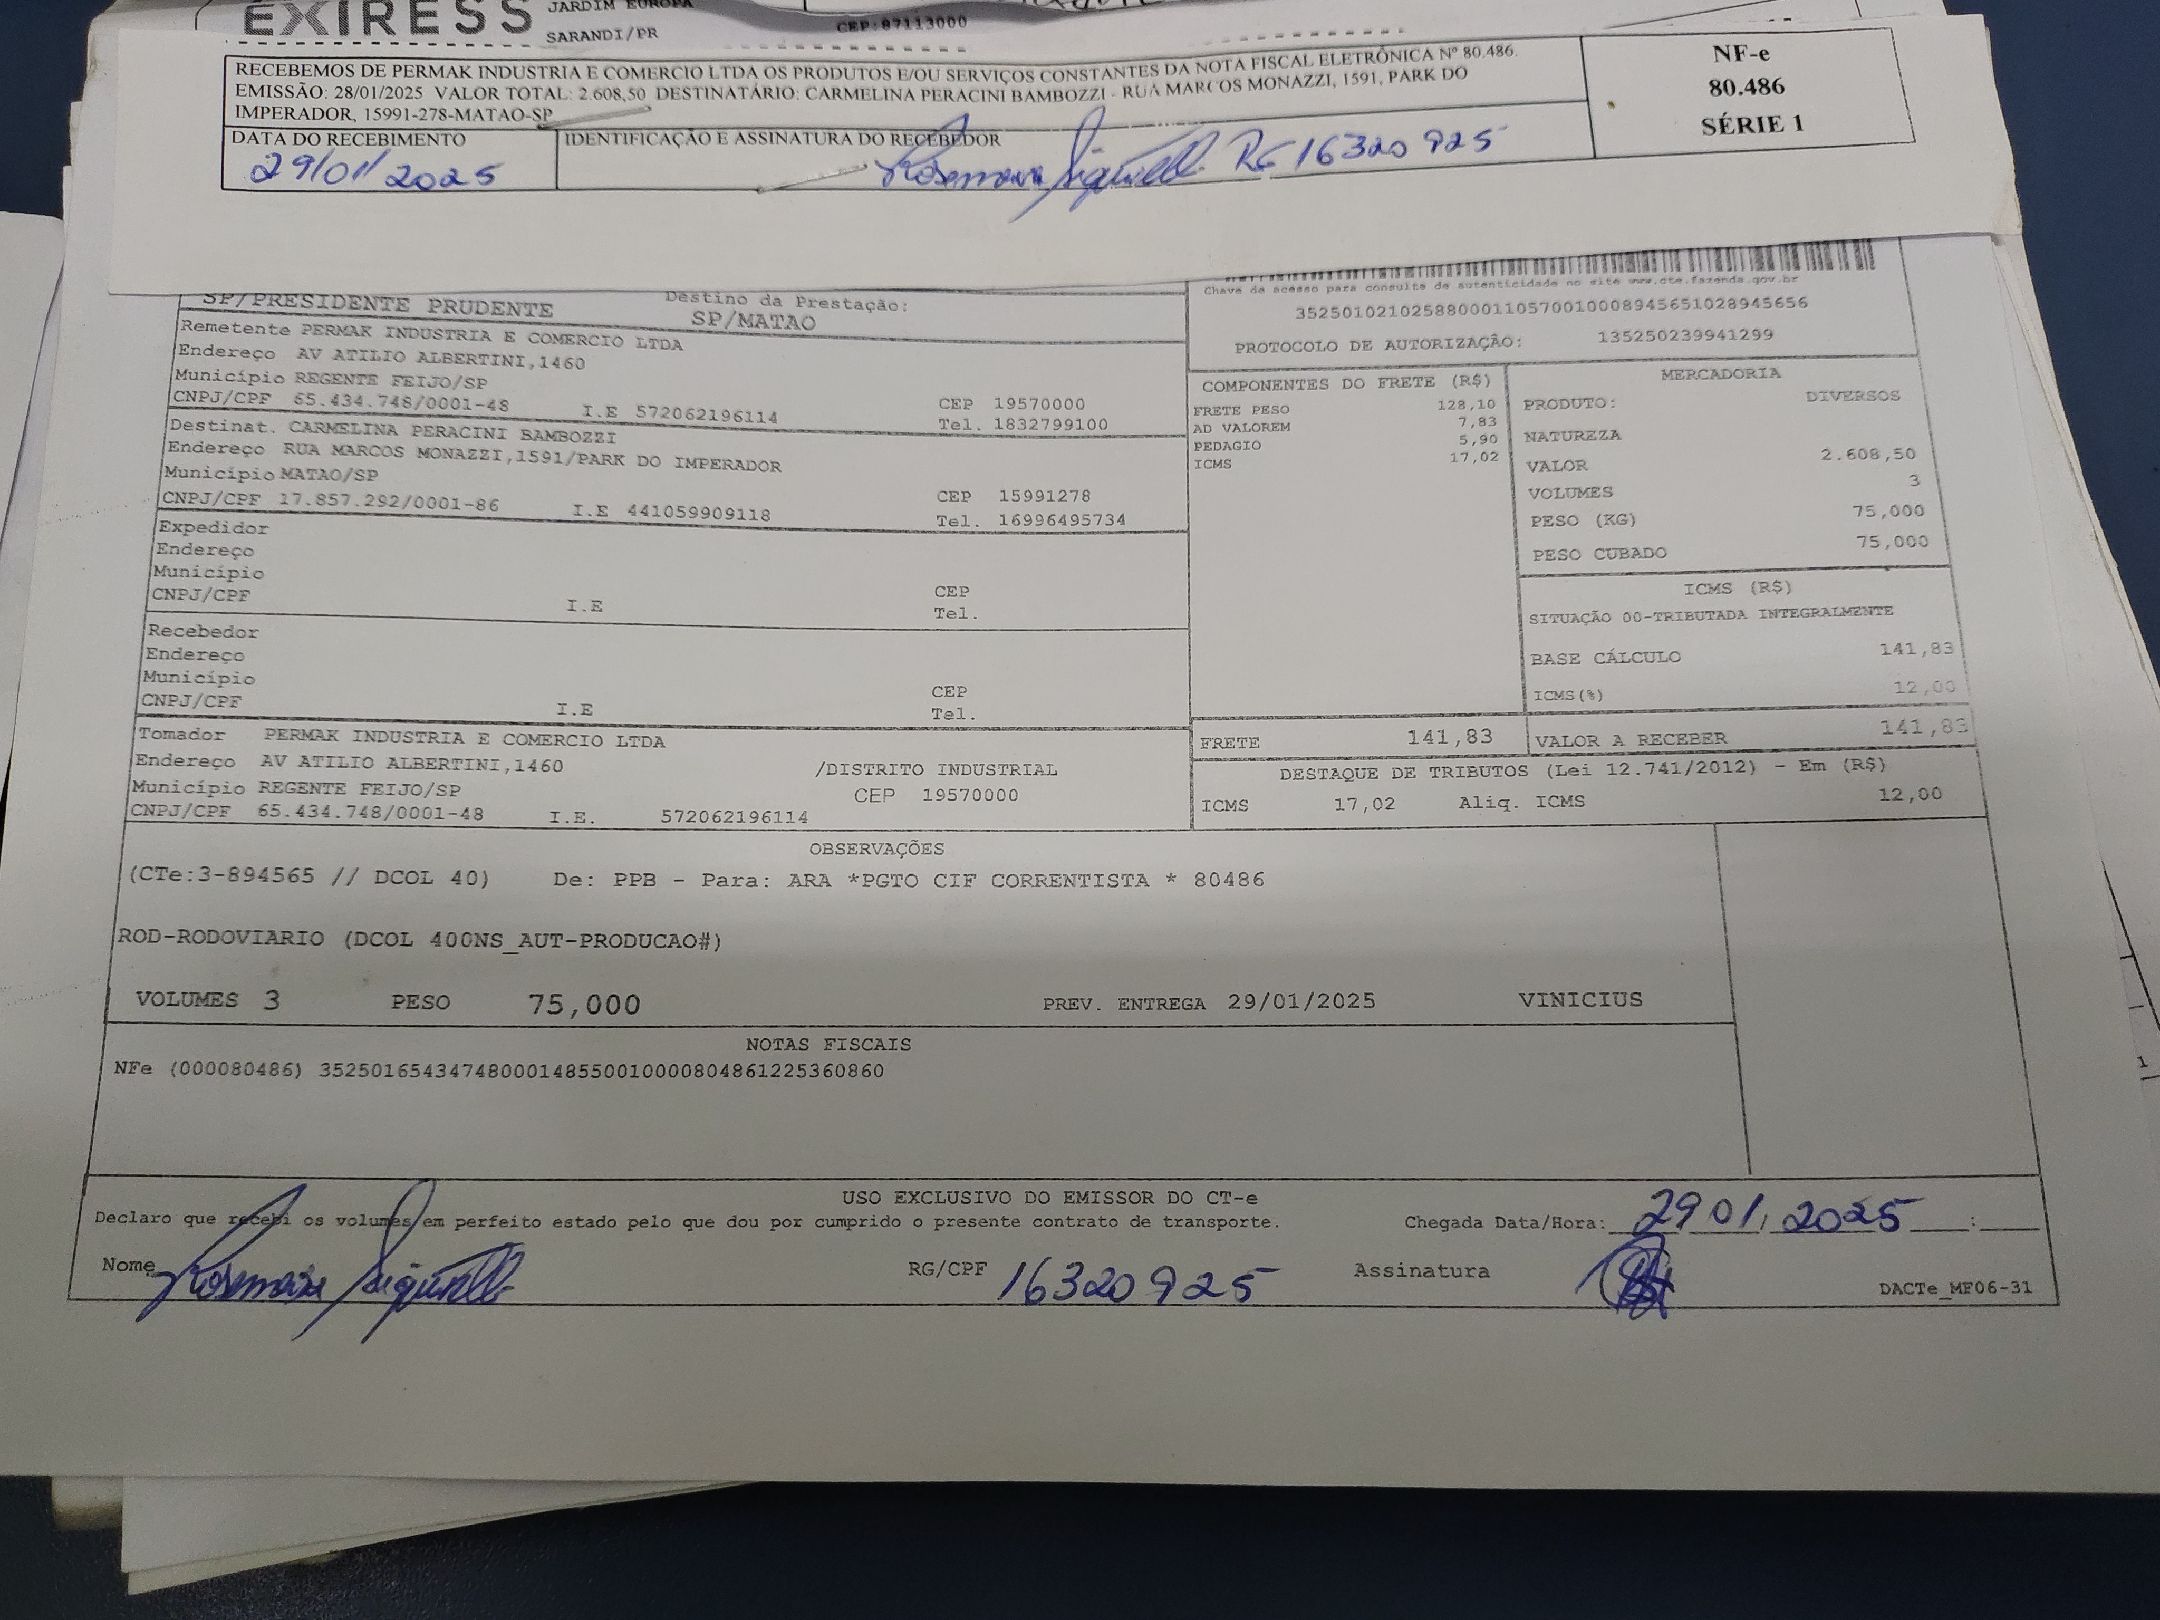 EXPRESS
JARDIM EUROPA
SARANDI/PR
CEP:87113000
RECEBEMOS DE PERMAK INDUSTRIA E COMERCIO LTDA OS PRODUTOS E/OU SERVIÇOS CONSTANTES DA NOTA FISCAL ELETRÔNICA Nº 80.486.
EMISSÃO: 28/01/2025 VALOR TOTAL: 2.608,50 DESTINATÁRIO: CARMELINA PERACINI BAMBOZZI - RUA MARCOS MONAZZI, 1591, PARK DO
IMPERADOR, 15991-278-MATAO-SP
NF-e
80.486
SÉRIE 1
DATA DO RECEBIMENTO
29/01/2025
IDENTIFICAÇÃO E ASSINATURA DO RECEBEDOR
RG 16320925
SP/PRESIDENTE PRUDENTE
Destino da Prestação:
SP/MATAO
Chave de acesso para consulta de autenticidade no site www.cte.fazenda.gov.br
35250102102588000110570010008945651028945656
PROTOCOLO DE AUTORIZAÇÃO: 135250239941299
Remetente PERMAK INDUSTRIA E COMERCIO LTDA
Endereço AV ATILIO ALBERTINI,1460
Município REGENTE FEIJO/SP
CNPJ/CPF 65.434.748/0001-48 I.E 572062196114
CEP 19570000
Tel. 1832799100
Destinat. CARMELINA PERACINI BAMBOZZI
Endereço RUA MARCOS MONAZZI,1591/PARK DO IMPERADOR
Município MATAO/SP
CNPJ/CPF 17.857.292/0001-86 I.E 441059909118
CEP 15991278
Tel. 16996495734
Expedidor
Endereço
Município
CNPJ/CPF I.E
CEP
Tel.
Recebedor
Endereço
Município
CNPJ/CPF I.E
CEP
Tel.
Tomador PERMAK INDUSTRIA E COMERCIO LTDA
Endereço AV ATILIO ALBERTINI,1460 /DISTRITO INDUSTRIAL
Município REGENTE FEIJO/SP CEP 19570000
CNPJ/CPF 65.434.748/0001-48 I.E. 572062196114
COMPONENTES DO FRETE (R$)
FRETE PESO 128,10
AD VALOREM 7,83
PEDAGIO 5,90
ICMS 17,02
MERCADORIA
PRODUTO: DIVERSOS
NATUREZA
VALOR 2.608,50
VOLUMES 3
PESO (KG) 75,000
PESO CUBADO 75,000
ICMS (R$)
SITUAÇÃO 00-TRIBUTADA INTEGRALMENTE
BASE CÁLCULO 141,83
ICMS(%) 12,00
FRETE 141,83
VALOR A RECEBER 141,83
DESTAQUE DE TRIBUTOS (Lei 12.741/2012) - Em (R$)
ICMS 17,02 Aliq. ICMS 12,00
OBSERVAÇÕES
(CTe:3-894565 // DCOL 40) De: PPB - Para: ARA *PGTO CIF CORRENTISTA * 80486
ROD-RODOVIARIO (DCOL 400NS_AUT-PRODUCAO#)
VOLUMES 3 PESO 75,000 PREV. ENTREGA 29/01/2025 VINICIUS
NOTAS FISCAIS
NFe (000080486) 35250165434748000148550010000804861225360860
USO EXCLUSIVO DO EMISSOR DO CT-e
Declaro que recebi os volumes em perfeito estado pelo que dou por cumprido o presente contrato de transporte. Chegada Data/Hora: 29 01/ 2025 :
Nome RG/CPF 16320925 Assinatura
DACTe_MF06-31